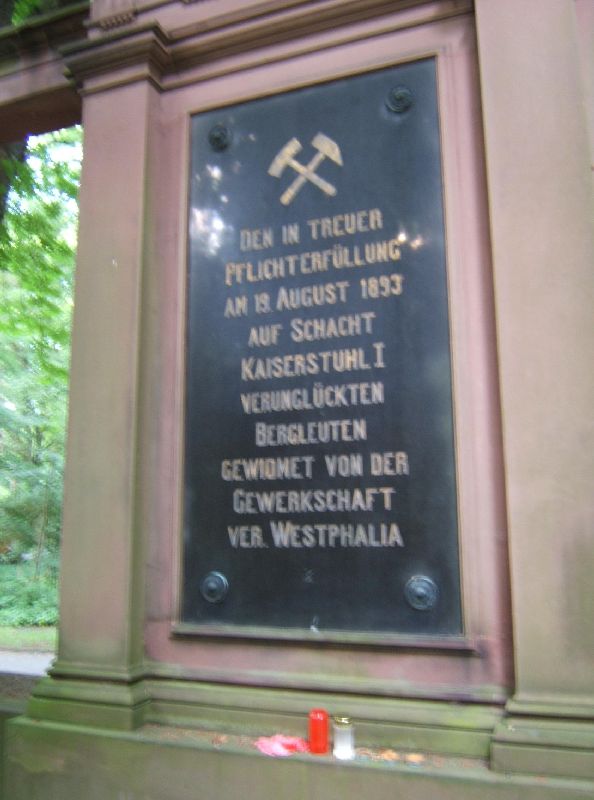 DEN IN TREUER
PFLICHTERFÜLLUNG
AM 19. AUGUST 1893
AUF SCHACHT
KAISERSTUHL I
VERUNGLÜCKTEN
BERGLEUTEN
GEWIDMET VON DER
GEWERKSCHAFT
VER. WESTPHALIA